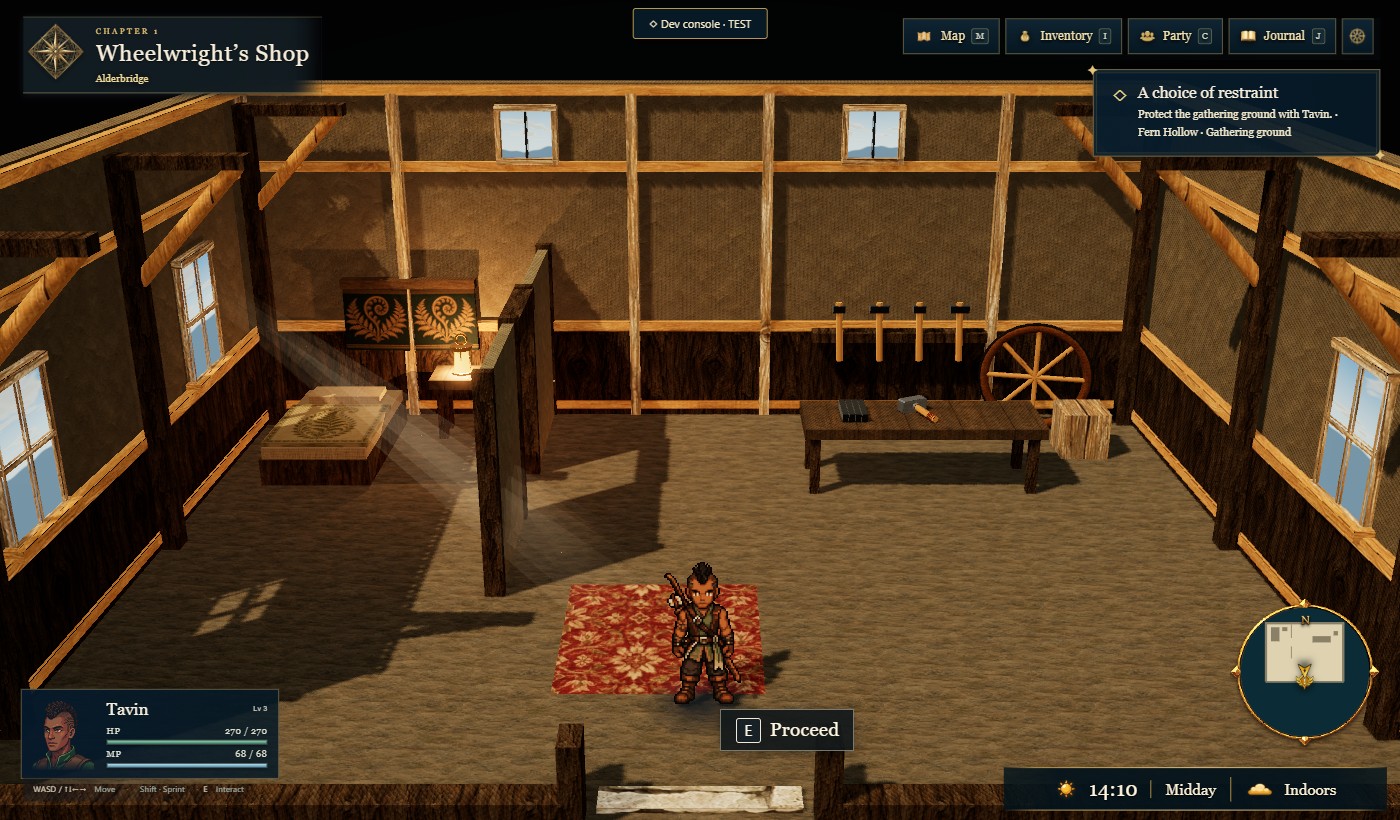 CHAPTER 1
Wheelwright's Shop
Alderbridge
◇ Dev console · TEST
Map M
Inventory I
Party C
Journal J
A choice of restraint
Protect the gathering ground with Tavin. ·
Fern Hollow · Gathering ground
N
Tavin Lv 3
HP 270 / 270
MP 68 / 68
E Proceed
WASD / ↑↓←→ Move Shift · Sprint E Interact
14:10 Midday Indoors